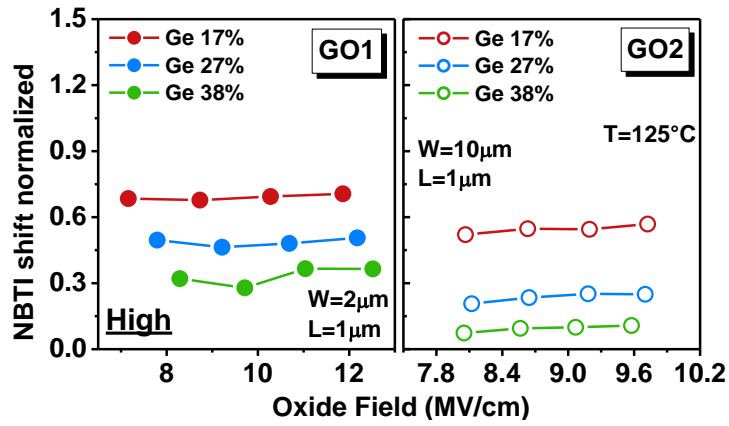 NBTI shift normalized
1.5
1.2
0.9
0.6
0.3
0.0
Ge 17%
Ge 27%
Ge 38%
GO1
High
W=2μm
L=1μm
8
10
12
Ge 17%
Ge 27%
Ge 38%
GO2
T=125°C
W=10μm
L=1μm
7.8
8.4
9.0
9.6
10.2
Oxide Field (MV/cm)